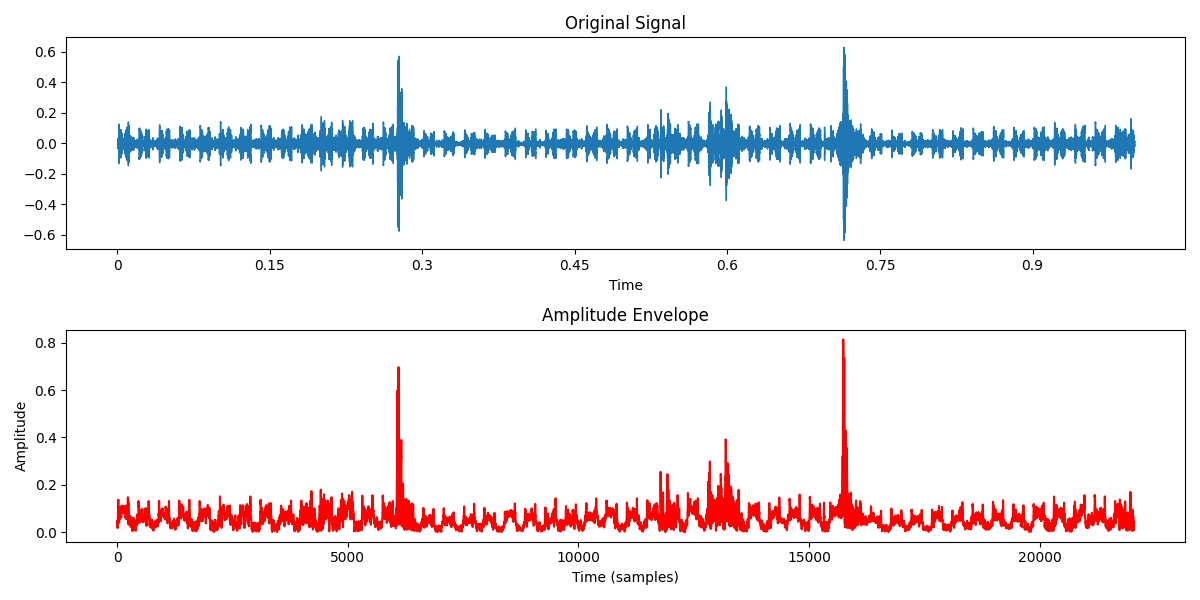 Original Signal
0.6
0.4
0.2
0.0
−0.2
−0.4
−0.6
0 0.15 0.3 0.45 0.6 0.75 0.9
Time
Amplitude Envelope
Amplitude
0.8
0.6
0.4
0.2
0.0
0 5000 10000 15000 20000
Time (samples)